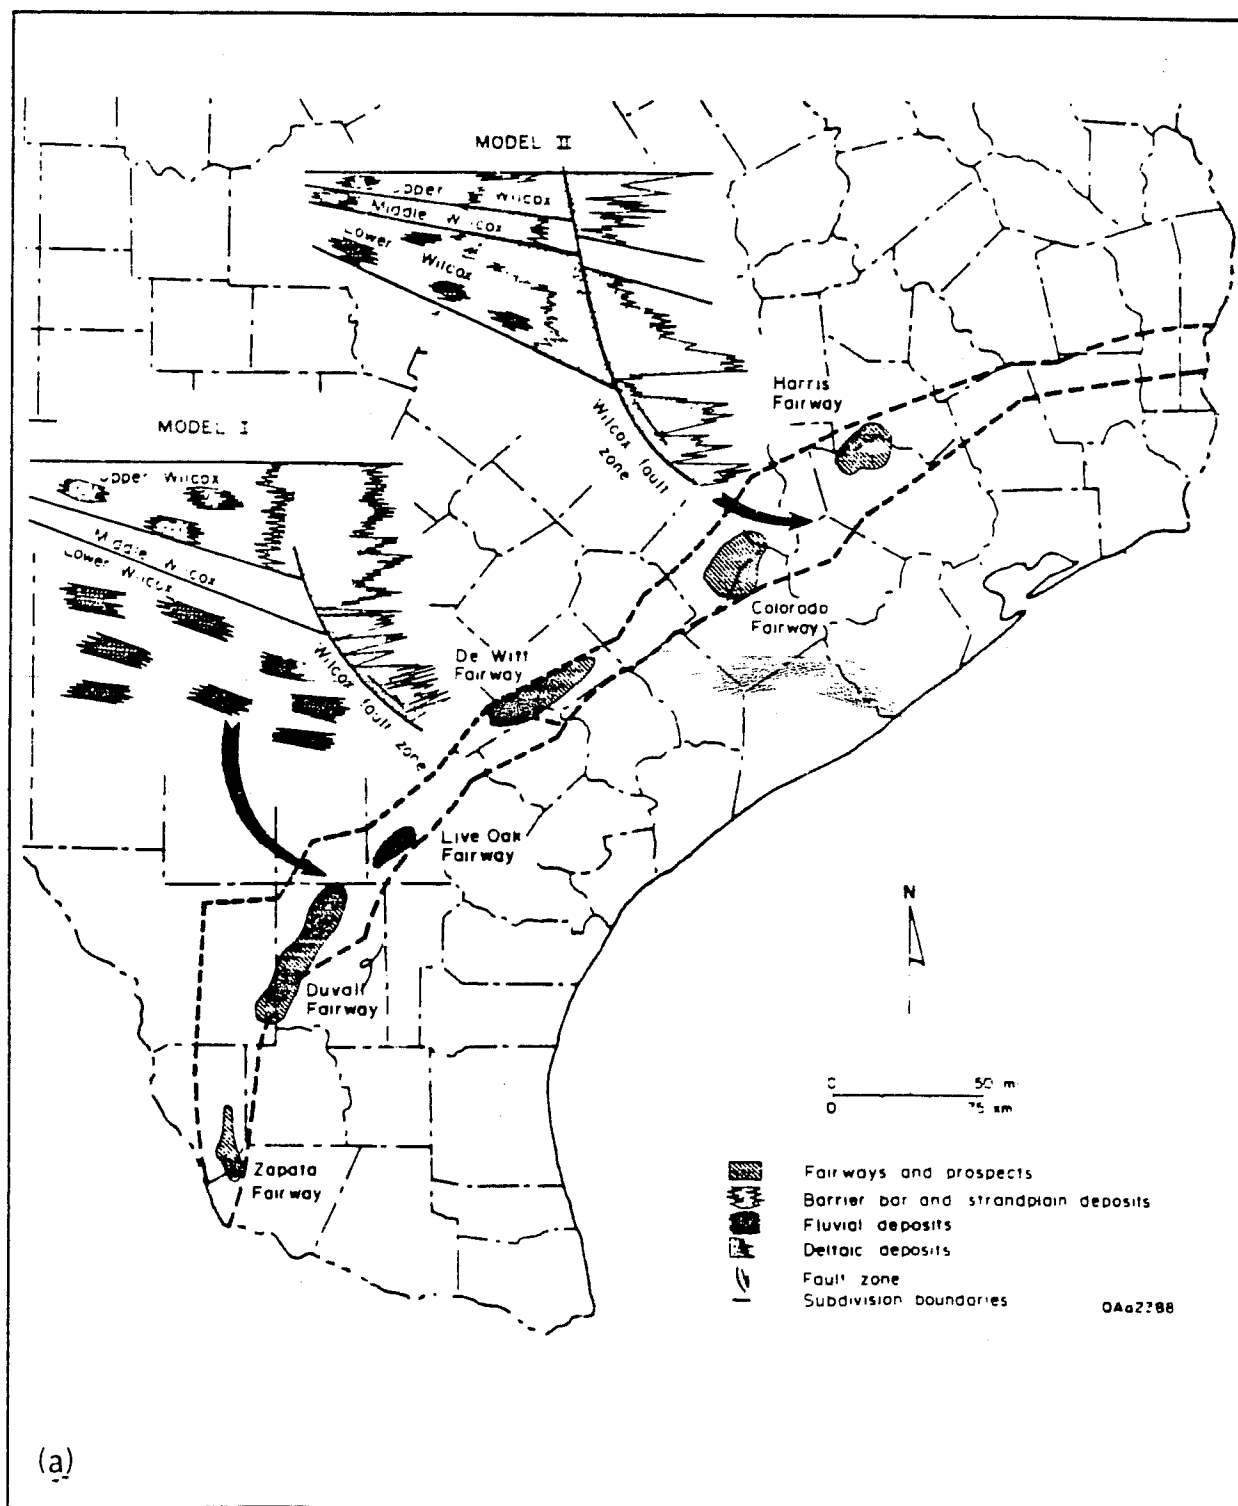 MODEL II
Upper Wilcox
Middle Wilcox
Lower
Wilcox
Wilcox fault
zone
Harris
Fairway
MODEL I
Upper Wilcox
Middle Wilcox
Lower Wilcox
Wilcox fault zone
Colorado
Fairway
De Witt
Fairway
Live Oak
Fairway
Duvall
Fairway
Zapata
Fairway
N
0 50 m
0 75 km
Fairways and prospects
Barrier bar and strandplain deposits
Fluvial deposits
Deltaic deposits
Fault zone
Subdivision boundaries
(a)